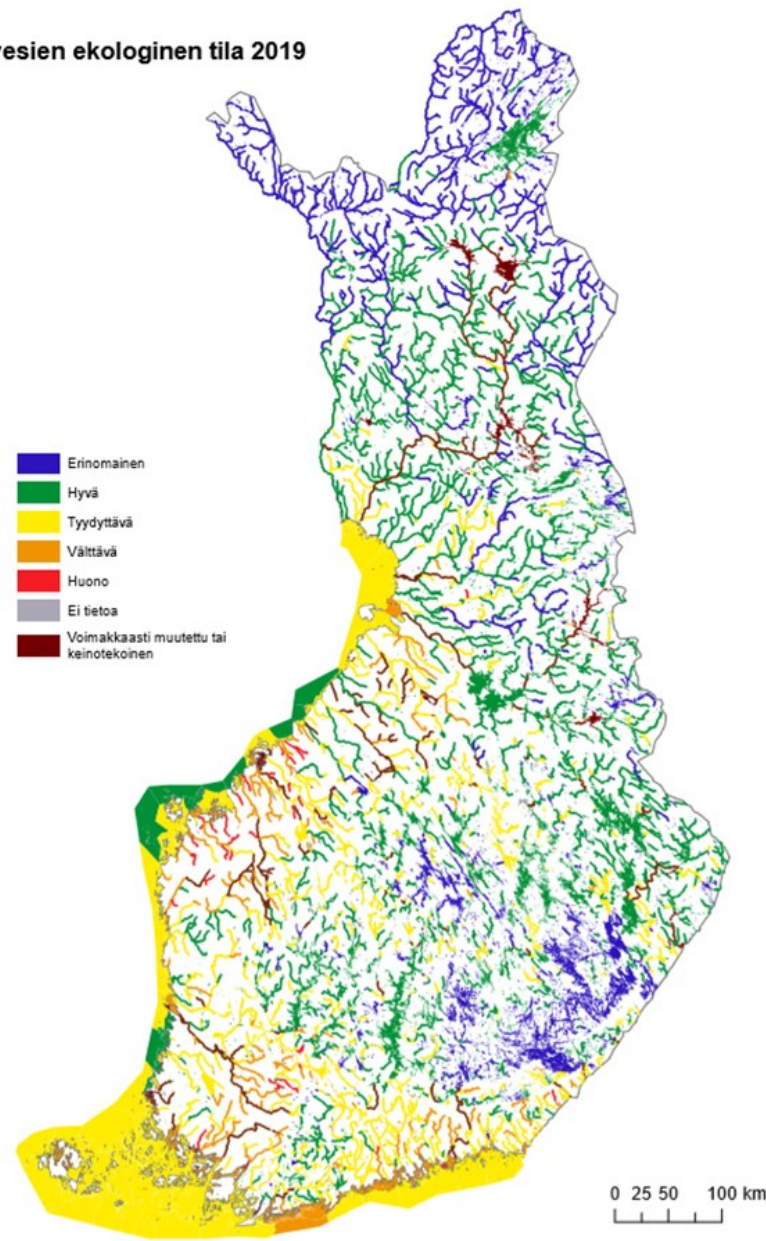 vesien ekologinen tila 2019
Erinomainen
Hyvä
Tyydyttävä
Välttävä
Huono
Ei tietoa
Voimakkaasti muutettu tai
keinotekoinen
0 25 50 100 km